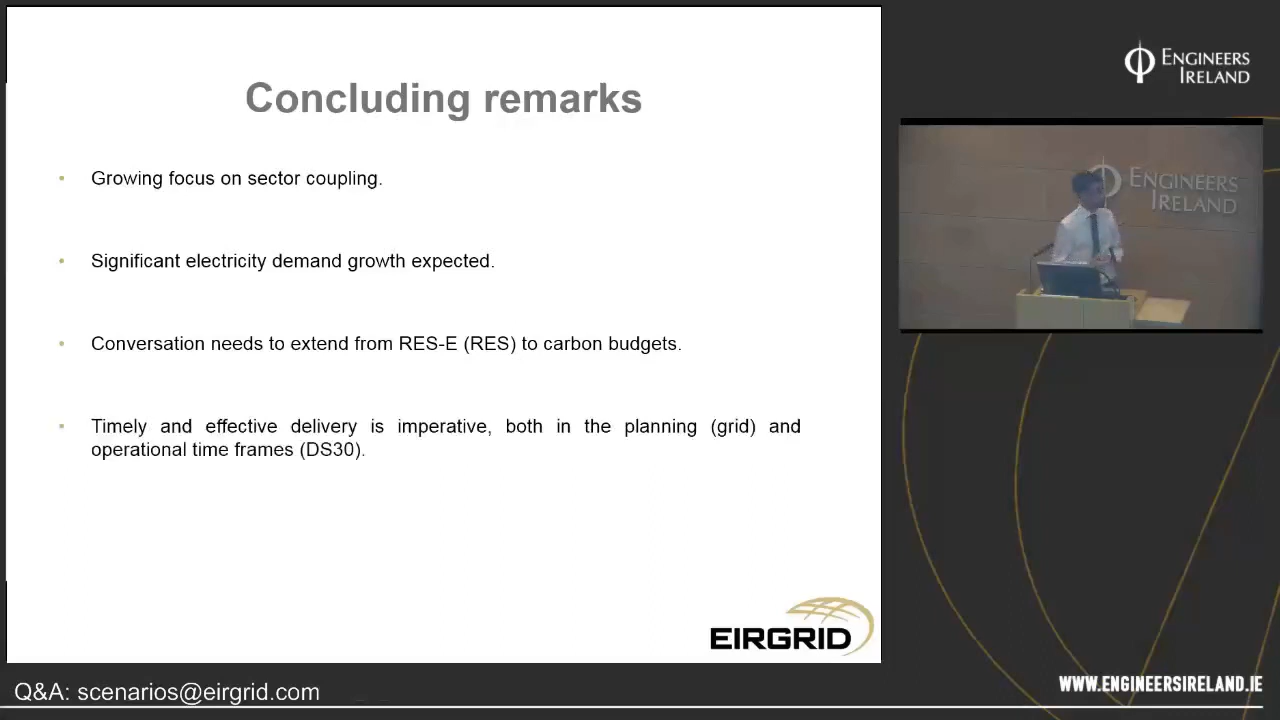 Concluding remarks
Growing focus on sector coupling.
Significant electricity demand growth expected.
Conversation needs to extend from RES-E (RES) to carbon budgets.
Timely and effective delivery is imperative, both in the planning (grid) and
operational time frames (DS30).
EIRGRID
Q&A: scenarios@eirgrid.com
ENGINEERS
IRELAND
ENGINEERS
IRELAND
WWW.ENGINEERSIRELAND.IE